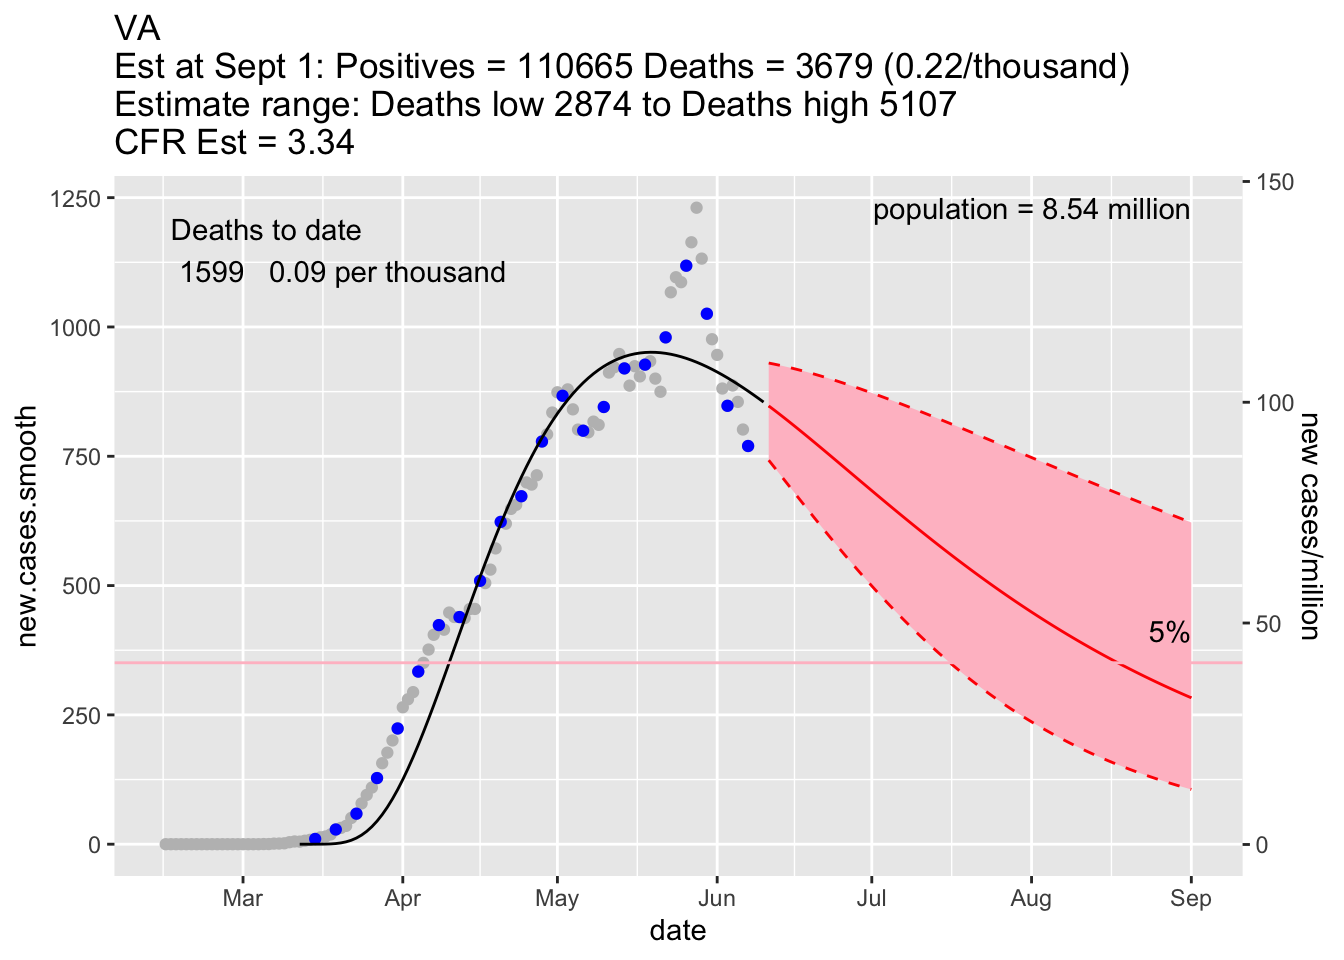 VA
Est at Sept 1: Positives = 110665 Deaths = 3679 (0.22/thousand)
Estimate range: Deaths low 2874 to Deaths high 5107
CFR Est = 3.34
Deaths to date
1599 0.09 per thousand
population = 8.54 million
5%
1250
1000
750
500
250
0
150
100
50
0
new.cases.smooth
new cases/million
Mar Apr May Jun Jul Aug Sep
date